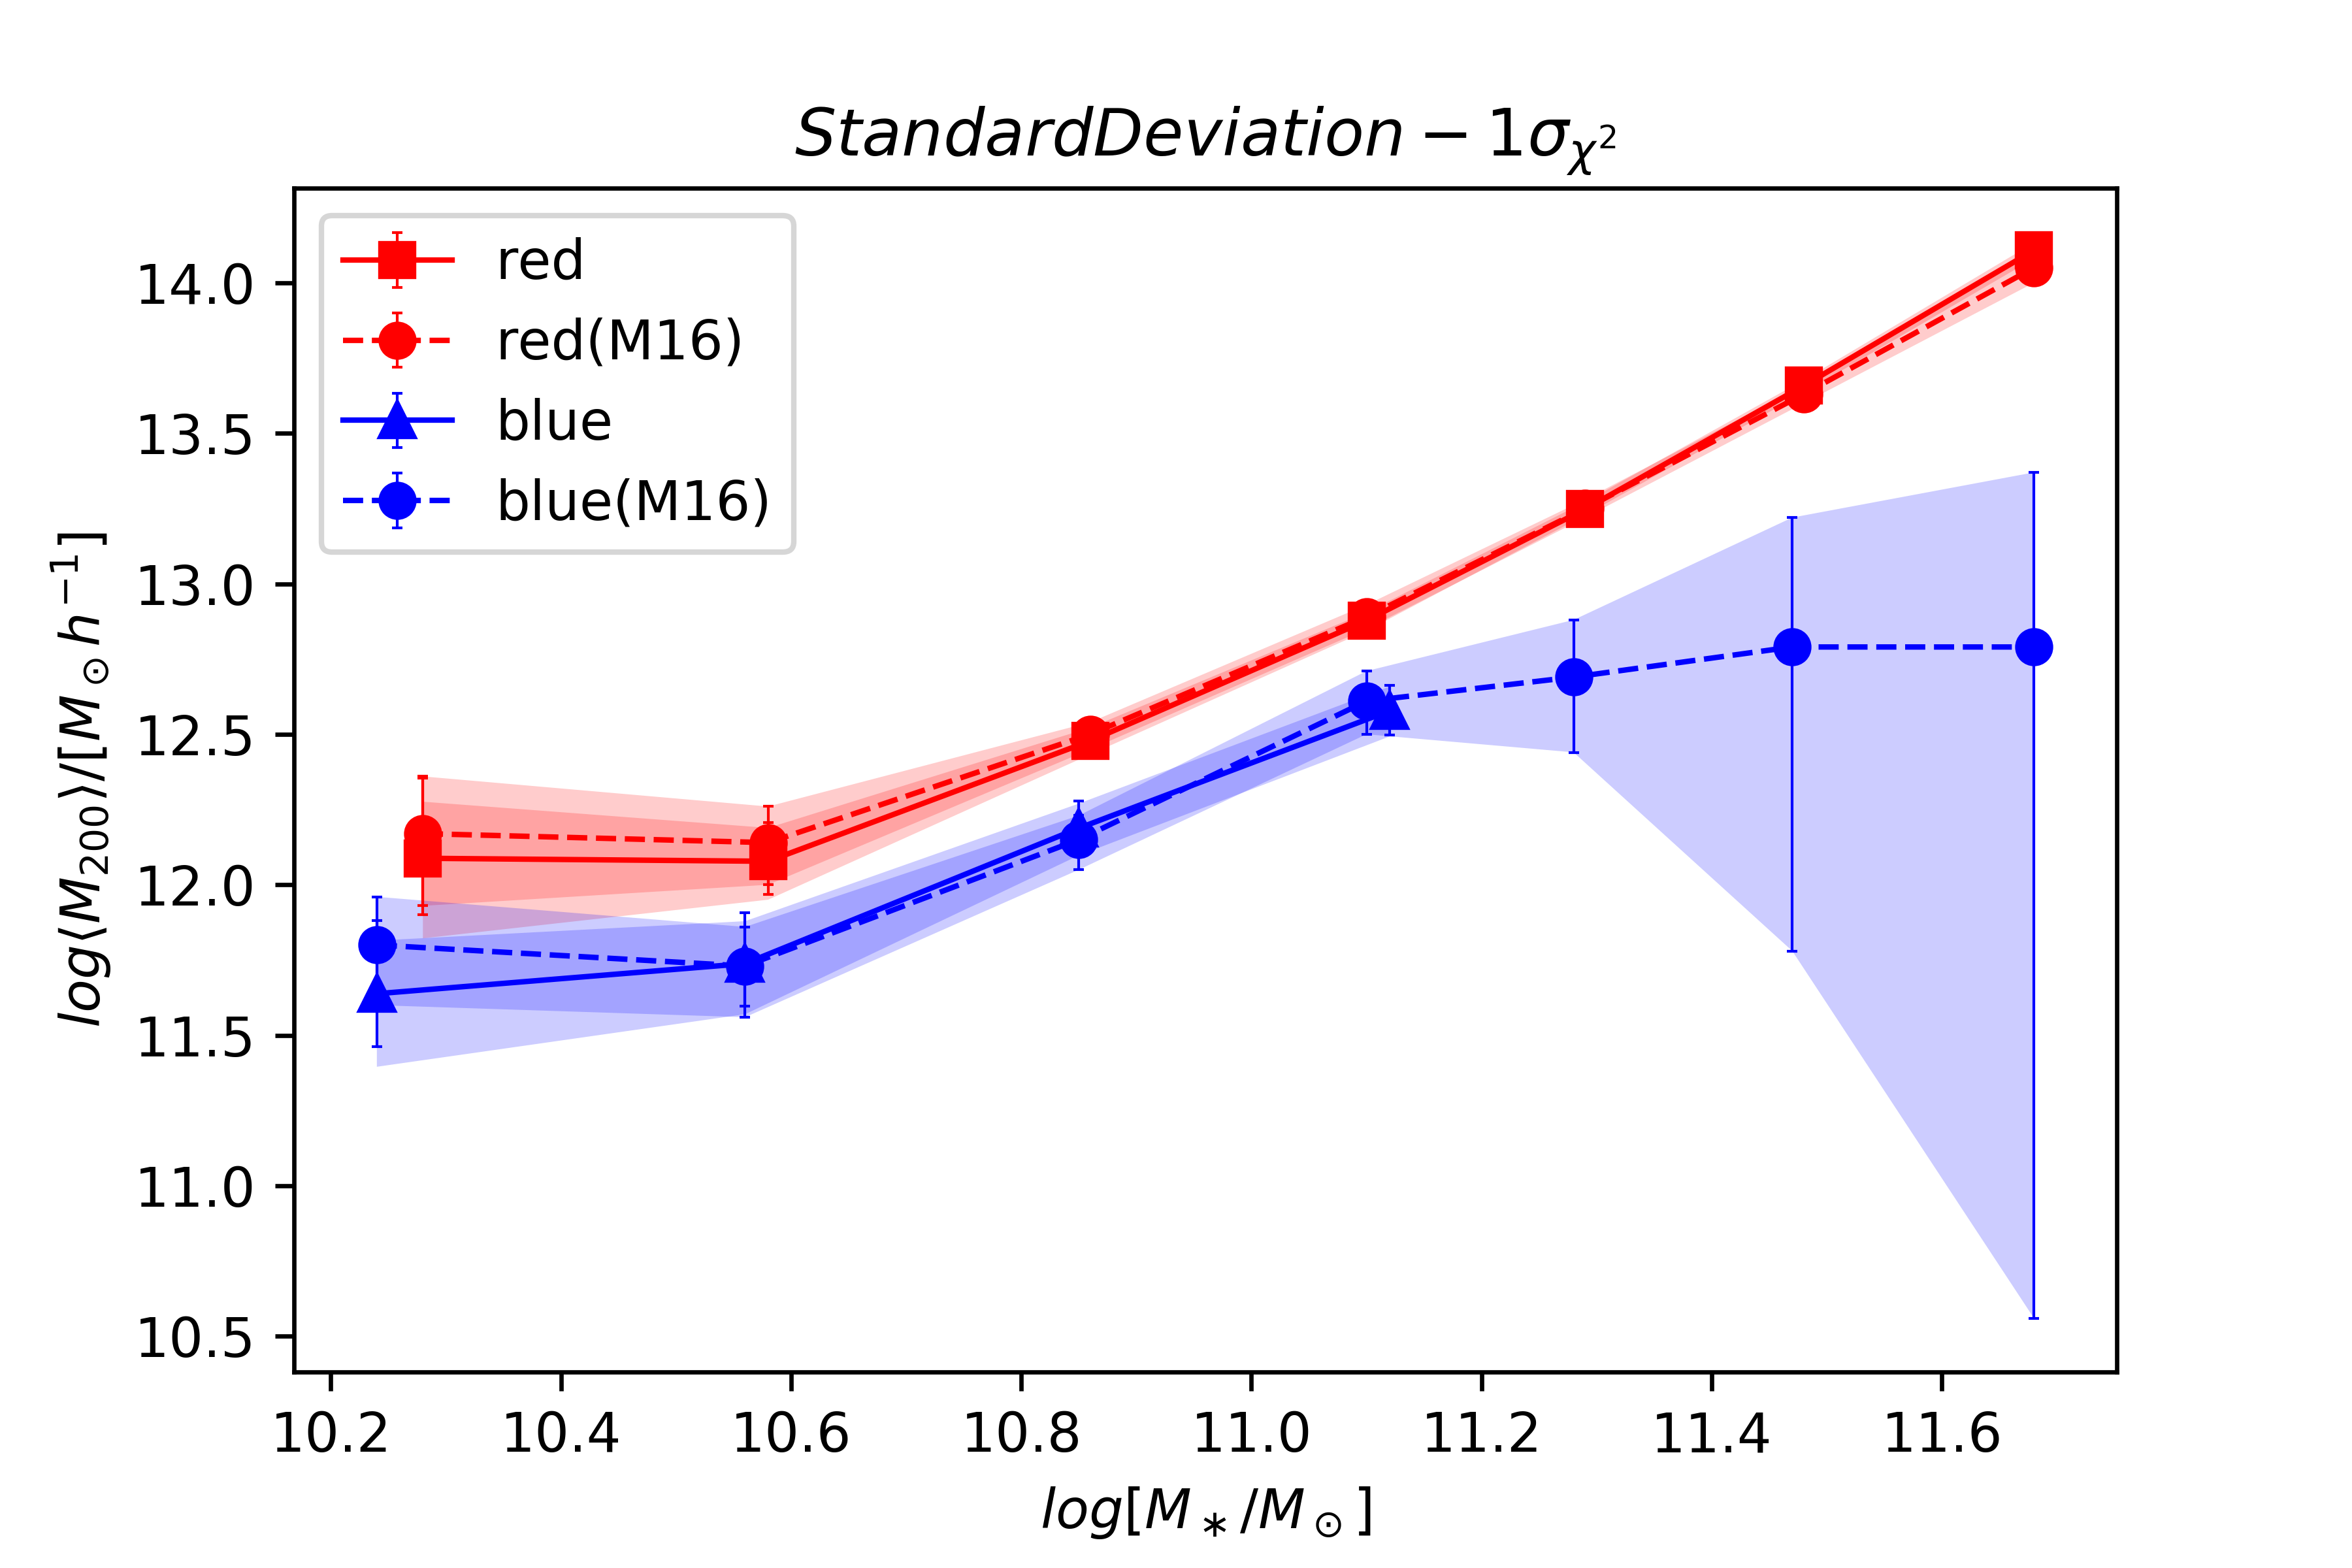 StandardDeviation − 1σ_χ²
red
red(M16)
blue
blue(M16)
log⟨M₂₀₀⟩/[M⊙h⁻¹]
14.0
13.5
13.0
12.5
12.0
11.5
11.0
10.5
10.2 10.4 10.6 10.8 11.0 11.2 11.4 11.6
log[M∗/M⊙]